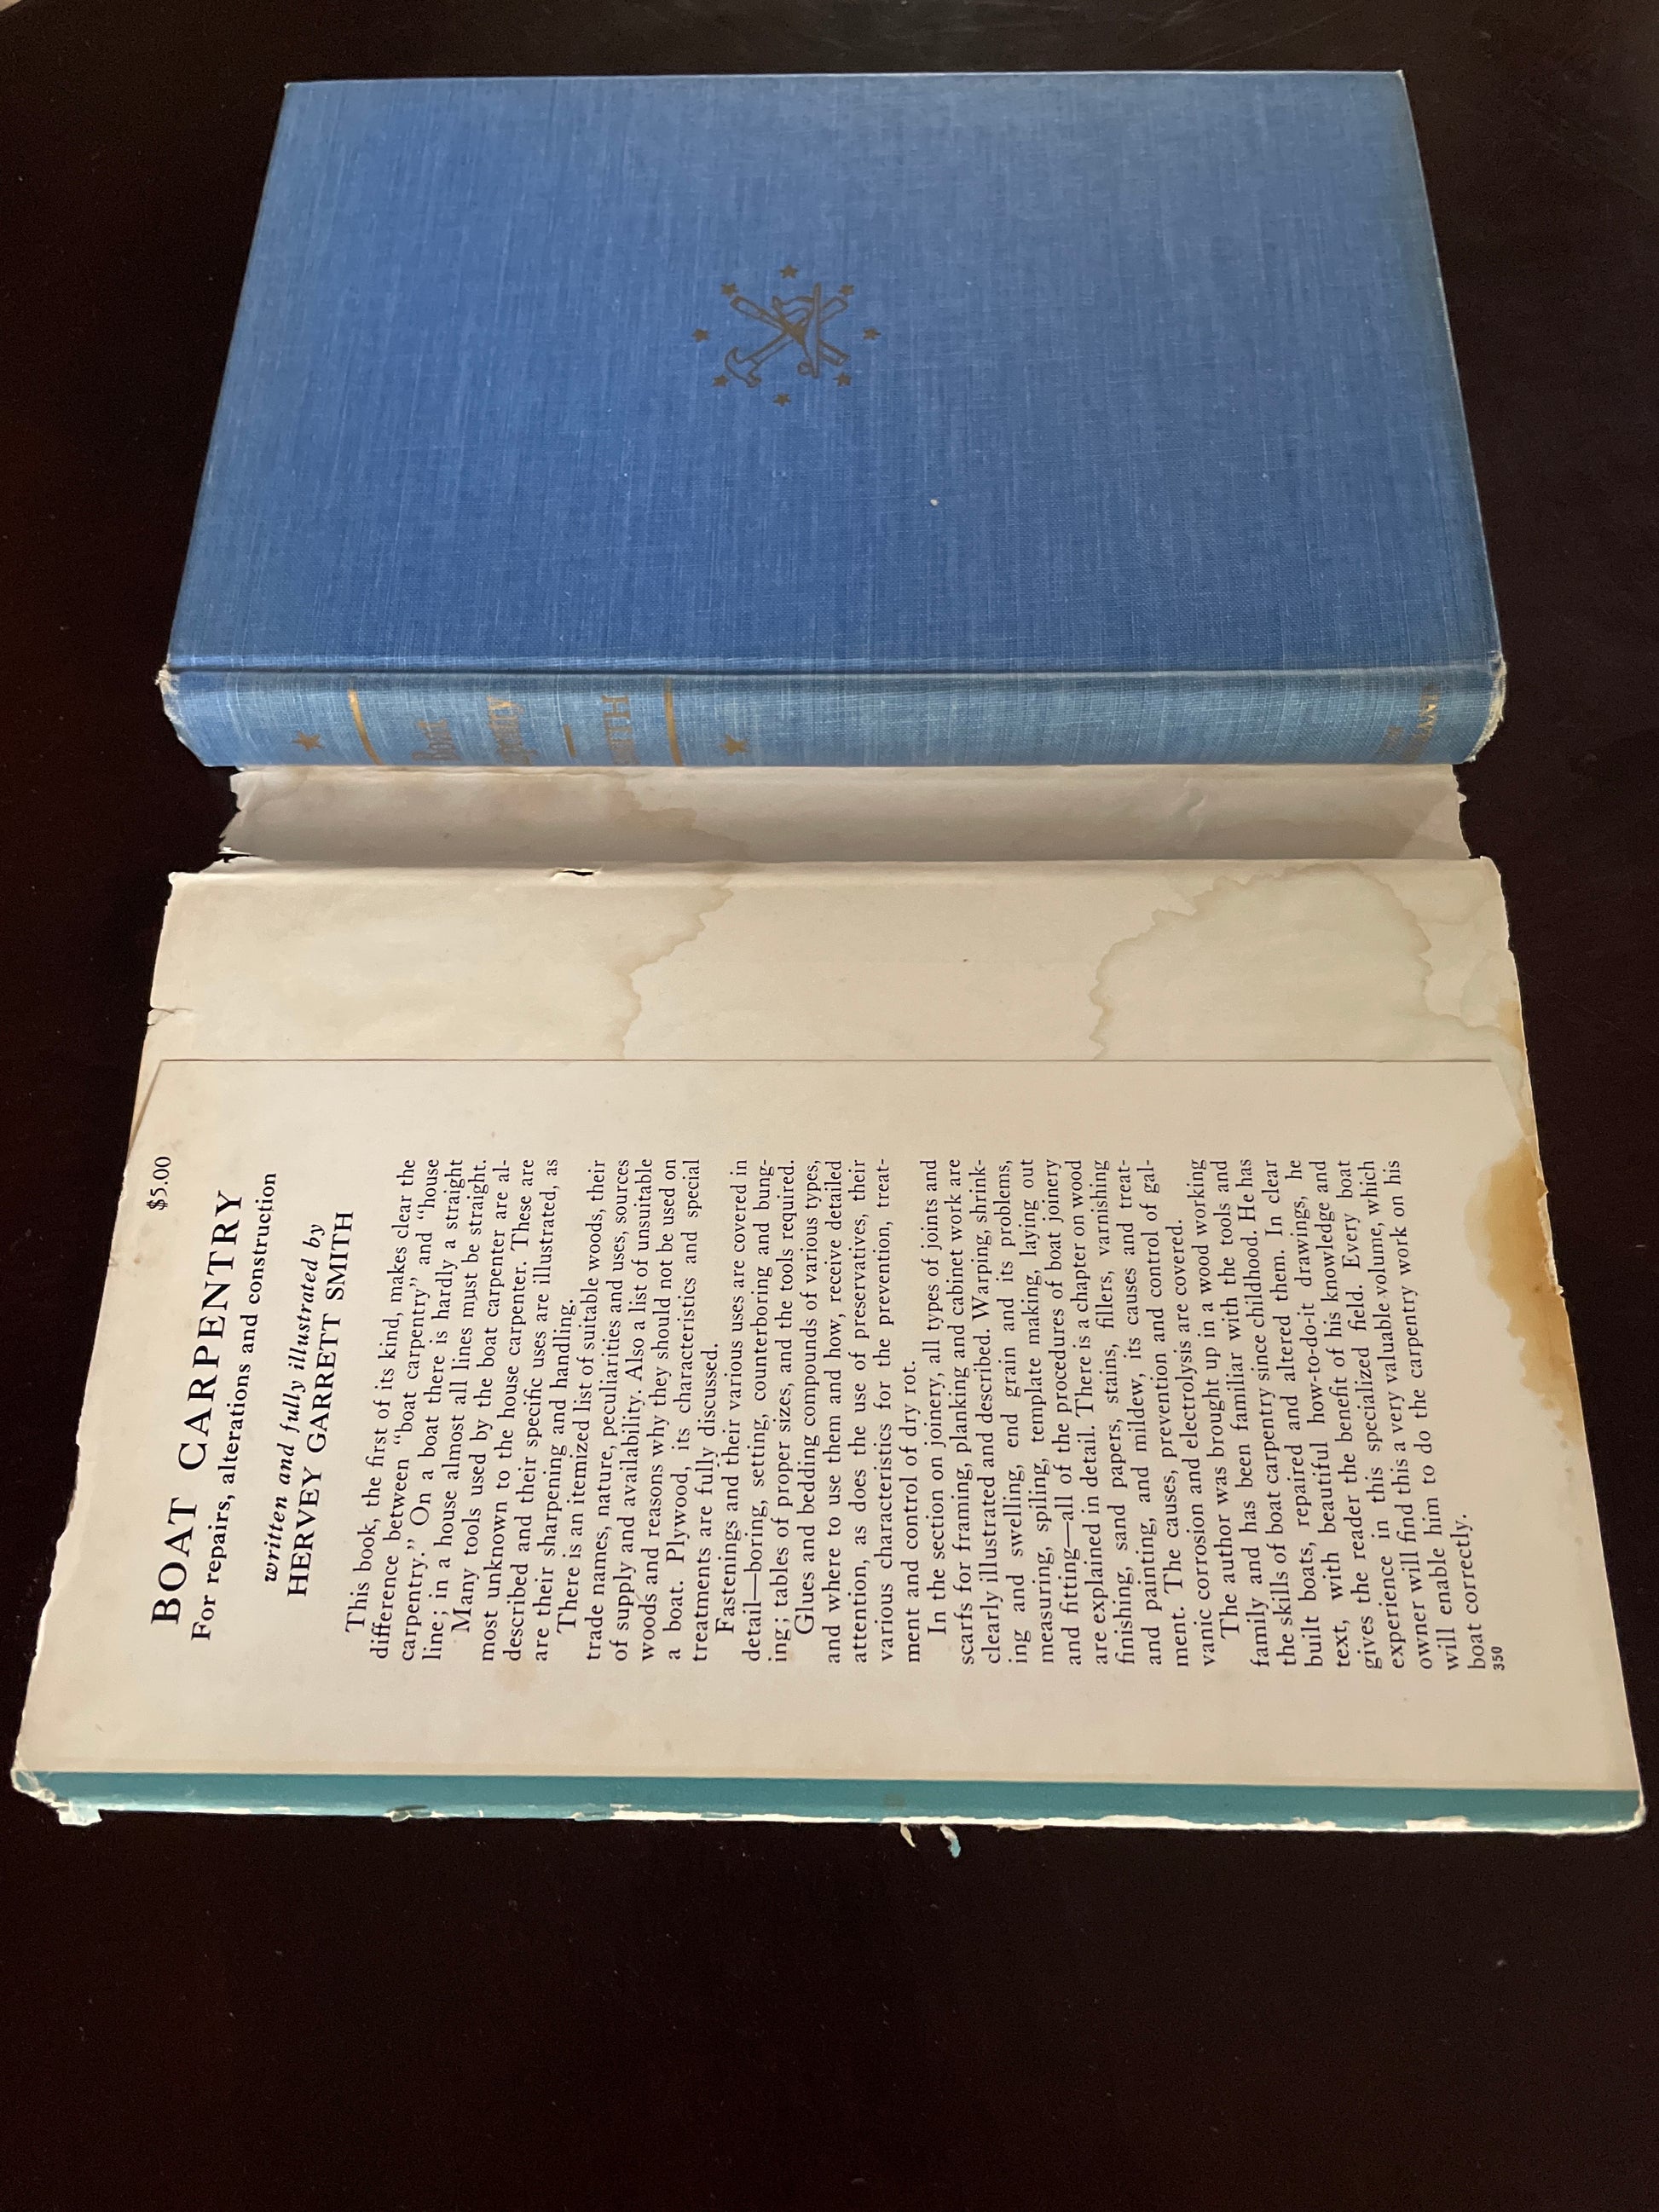 $5.00
BOAT CARPENTRY
For repairs, alterations and construction
written and fully illustrated by
HERVEY GARRETT SMITH
This book, the first of its kind, makes clear the
difference between “boat carpentry” and “house
carpentry.” On a boat there is hardly a straight
line; in a house almost all lines must be straight.
Many tools used by the boat carpenter are al-
most unknown to the house carpenter. These are
described and their specific uses are illustrated, as
are their sharpening and handling.
There is an itemized list of suitable woods, their
trade names, nature, peculiarities and uses, sources
of supply and availability. Also a list of unsuitable
woods and reasons why they should not be used on
a boat. Plywood, its characteristics and special
treatments are fully discussed.
Fastenings and their various uses are covered in
detail—boring, setting, counterboring and bung-
ing; tables of proper sizes, and the tools required.
Glues and bedding compounds of various types,
and where to use them and how, receive detailed
attention, as does the use of preservatives, their
various characteristics for the prevention, treat-
ment and control of dry rot.
In the section on joinery, all types of joints and
scarfs for framing, planking and cabinet work are
clearly illustrated and described. Warping, shrink-
ing and swelling, end grain and its problems,
measuring, spiling, template making, laying out
and fitting—all of the procedures of boat joinery
are explained in detail. There is a chapter on wood
finishing, sand papers, stains, fillers, varnishing
and painting, and mildew, its causes and treat-
ment. The causes, prevention and control of gal-
vanic corrosion and electrolysis are covered.
The author was brought up in a wood working
family and has been familiar with the tools and
the skills of boat carpentry since childhood. He has
built boats, repaired and altered them. In clear
text, with beautiful how-to-do-it drawings, he
gives the reader the benefit of his knowledge and
experience in this specialized field. Every boat
owner will find this a very valuable volume, which
will enable him to do the carpentry work on his
boat correctly.
350
Boat
SMITH